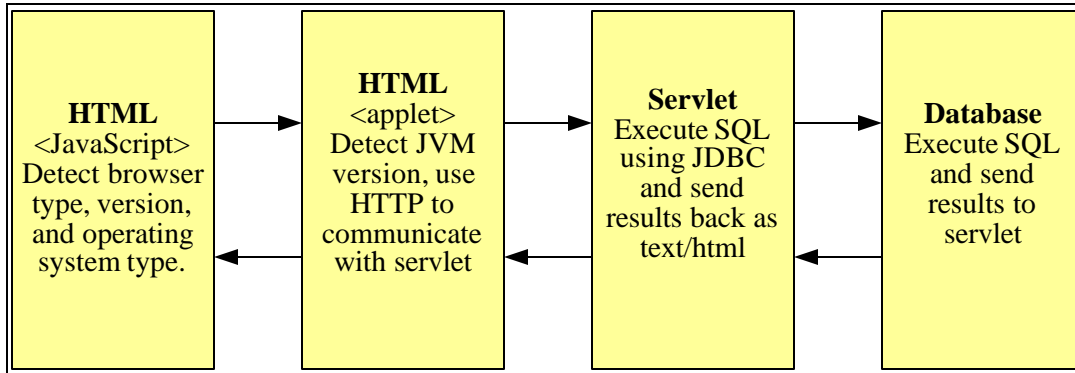 HTML
<JavaScript>
Detect browser
type, version,
and operating
system type.
HTML
<applet>
Detect JVM
version, use
HTTP to
communicate
with servlet
Servlet
Execute SQL
using JDBC
and send
results back as
text/html
Database
Execute SQL
and send
results to
servlet